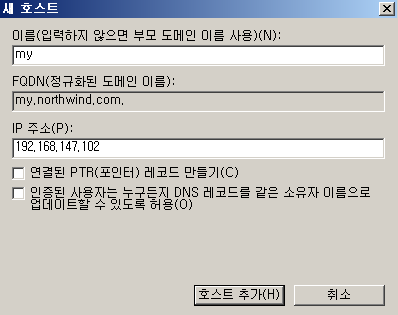 새 호스트
이름(입력하지 않으면 부모 도메인 이름 사용)(N):
my
FQDN(정규화된 도메인 이름):
my.northwind.com.
IP 주소(P):
192.168.147.102
연결된 PTR(포인터) 레코드 만들기(C)
인증된 사용자는 누구든지 DNS 레코드를 같은 소유자 이름으로
업데이트할 수 있도록 허용(O)
호스트 추가(H)
취소